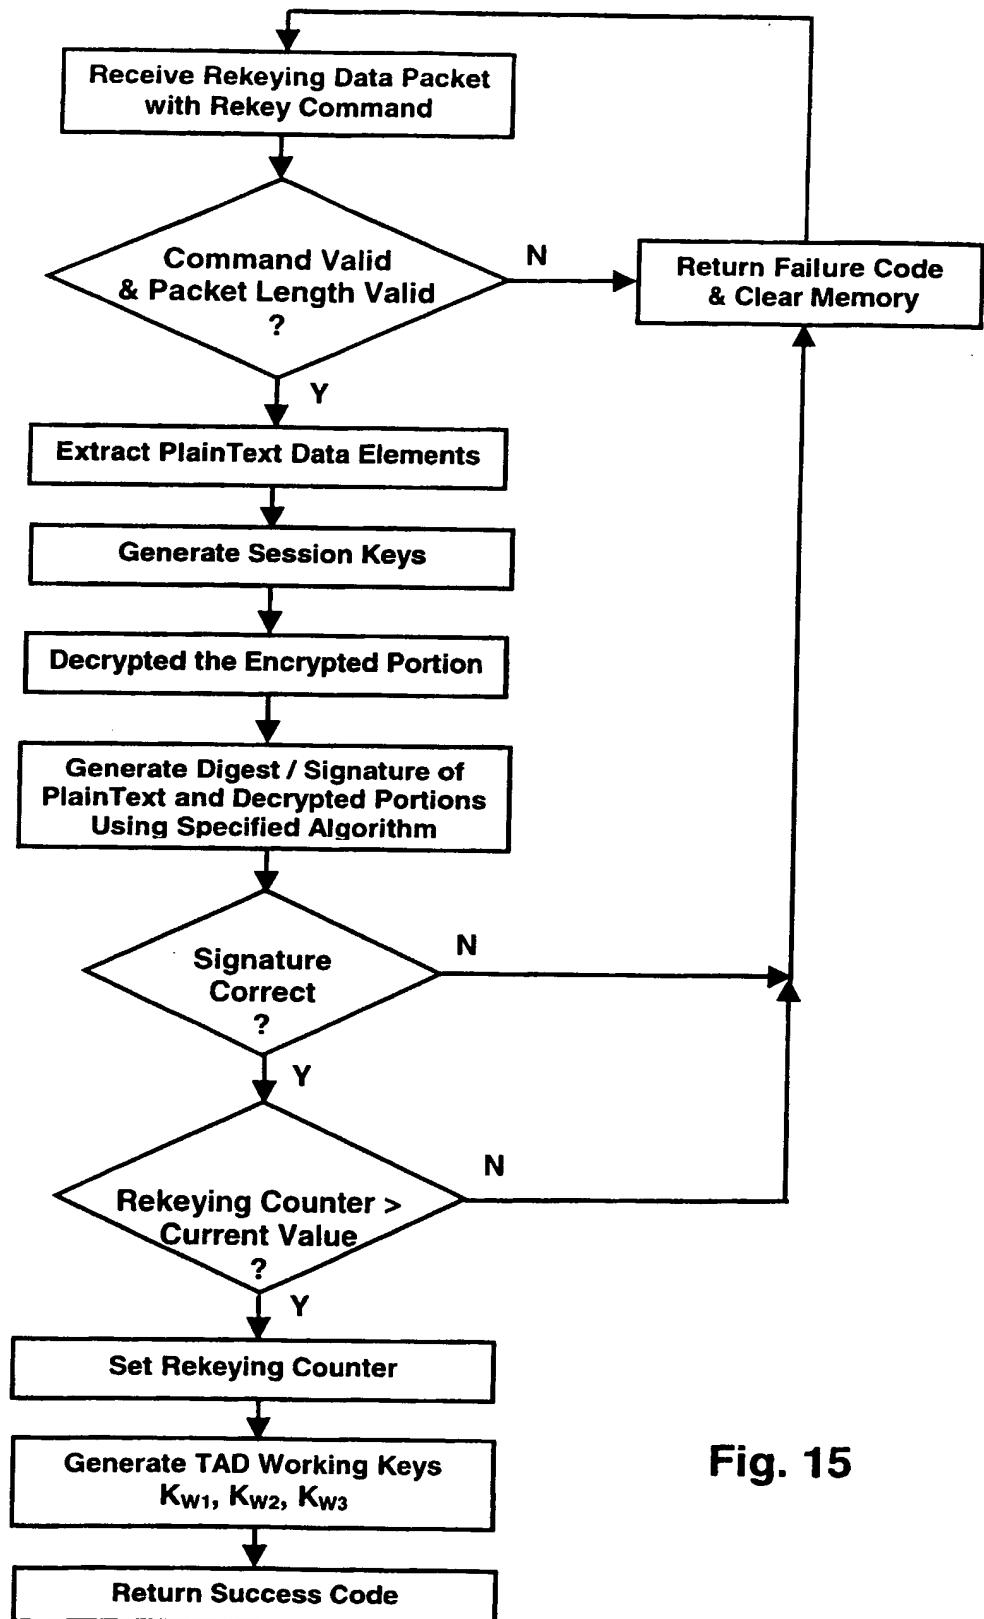 Receive Rekeying Data Packet
with Rekey Command
Command Valid
& Packet Length Valid
?
N
Return Failure Code
& Clear Memory
Y
Extract PlainText Data Elements
Generate Session Keys
Decrypted the Encrypted Portion
Generate Digest / Signature of
PlainText and Decrypted Portions
Using Specified Algorithm
Signature
Correct
?
N
Y
Rekeying Counter >
Current Value
?
N
Y
Set Rekeying Counter
Generate TAD Working Keys
KW1, KW2, KW3
Return Success Code
Fig. 15